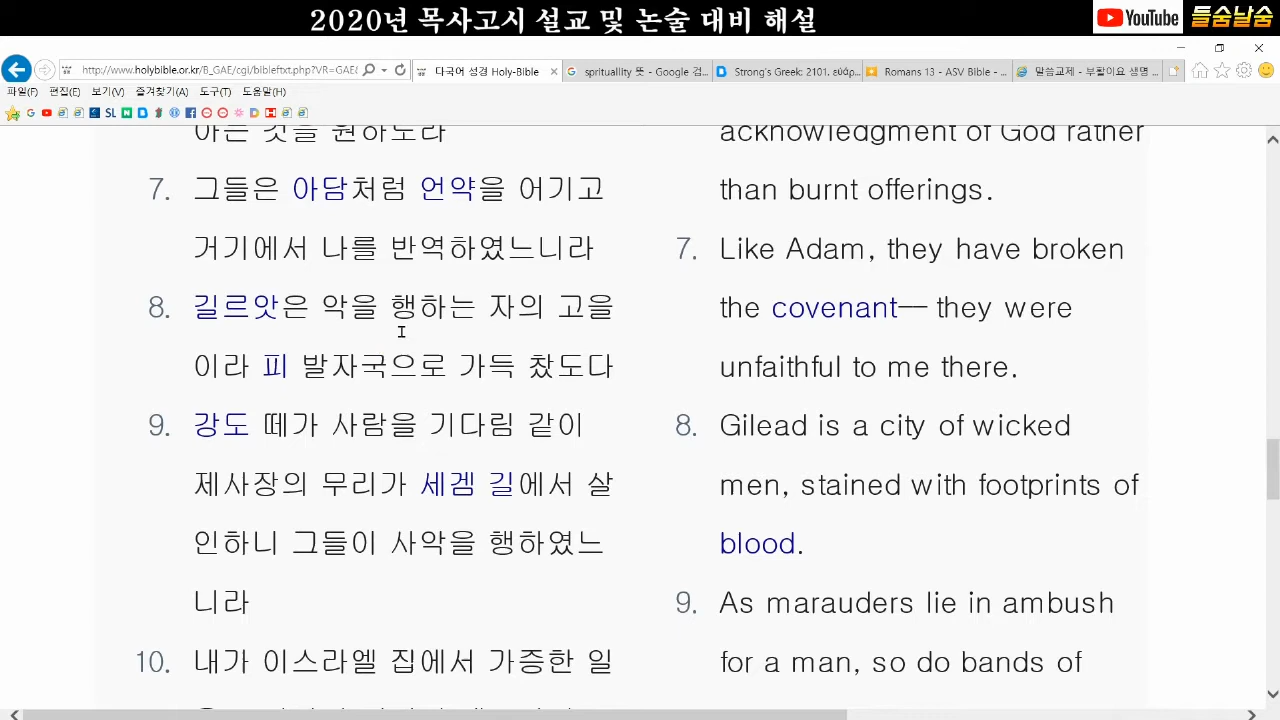 2020년 목사고시 설교 및 논술 대비 해설
YouTube 들숨날숨
http://www.holybible.or.kr/B_GAE/cgi/bibleftxt.php?VR=GAE&
다국어 성경 Holy-Bible
sprituallity 뜻 - Google 검...
Romans 13 - ASV Bible - ...
말씀교제 - 부활이요 생명 ...
파일(F) 편집(E) 보기(V) 즐겨찾기(A) 도구(T) 도움말(H)
아는 것을 원하노라
7. 그들은 아담처럼 언약을 어기고
거기에서 나를 반역하였느니라
8. 길르앗은 악을 행하는 자의 고을
이라 피 발자국으로 가득 찼도다
9. 강도 떼가 사람을 기다림 같이
제사장의 무리가 세겜 길에서 살
인하니 그들이 사악을 행하였느
니라
10. 내가 이스라엘 집에서 가증한 일
acknowledgment of God rather
than burnt offerings.
7. Like Adam, they have broken
the covenant-- they were
unfaithful to me there.
8. Gilead is a city of wicked
men, stained with footprints of
blood.
9. As marauders lie in ambush
for a man, so do bands of